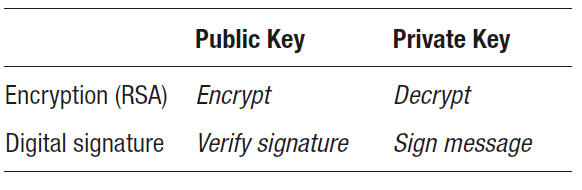 Public Key Private Key
Encryption (RSA) Encrypt Decrypt
Digital signature Verify signature Sign message